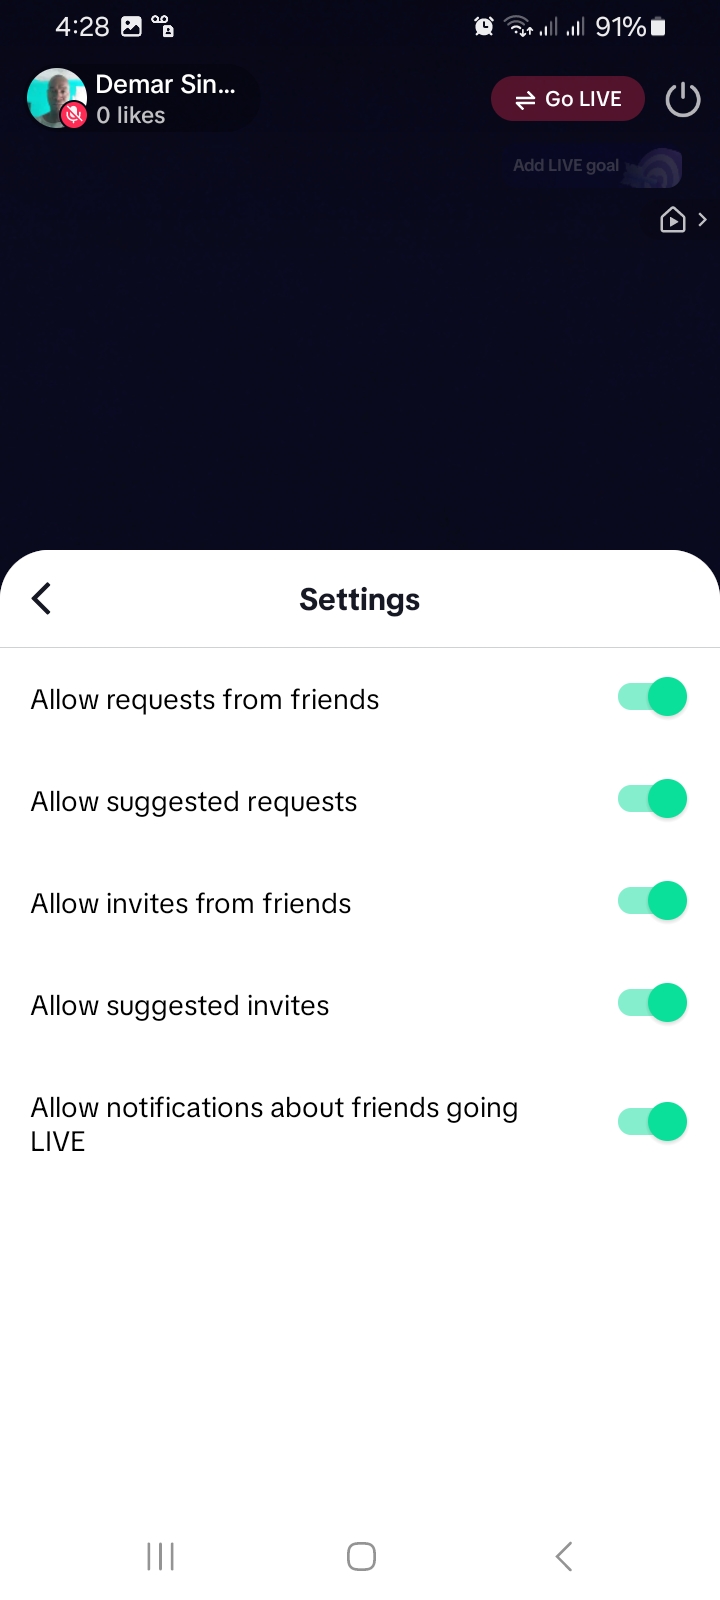 4:28 91%
Demar Sin...
0 likes
Go LIVE
Add LIVE goal
Settings
Allow requests from friends
Allow suggested requests
Allow invites from friends
Allow suggested invites
Allow notifications about friends going
LIVE